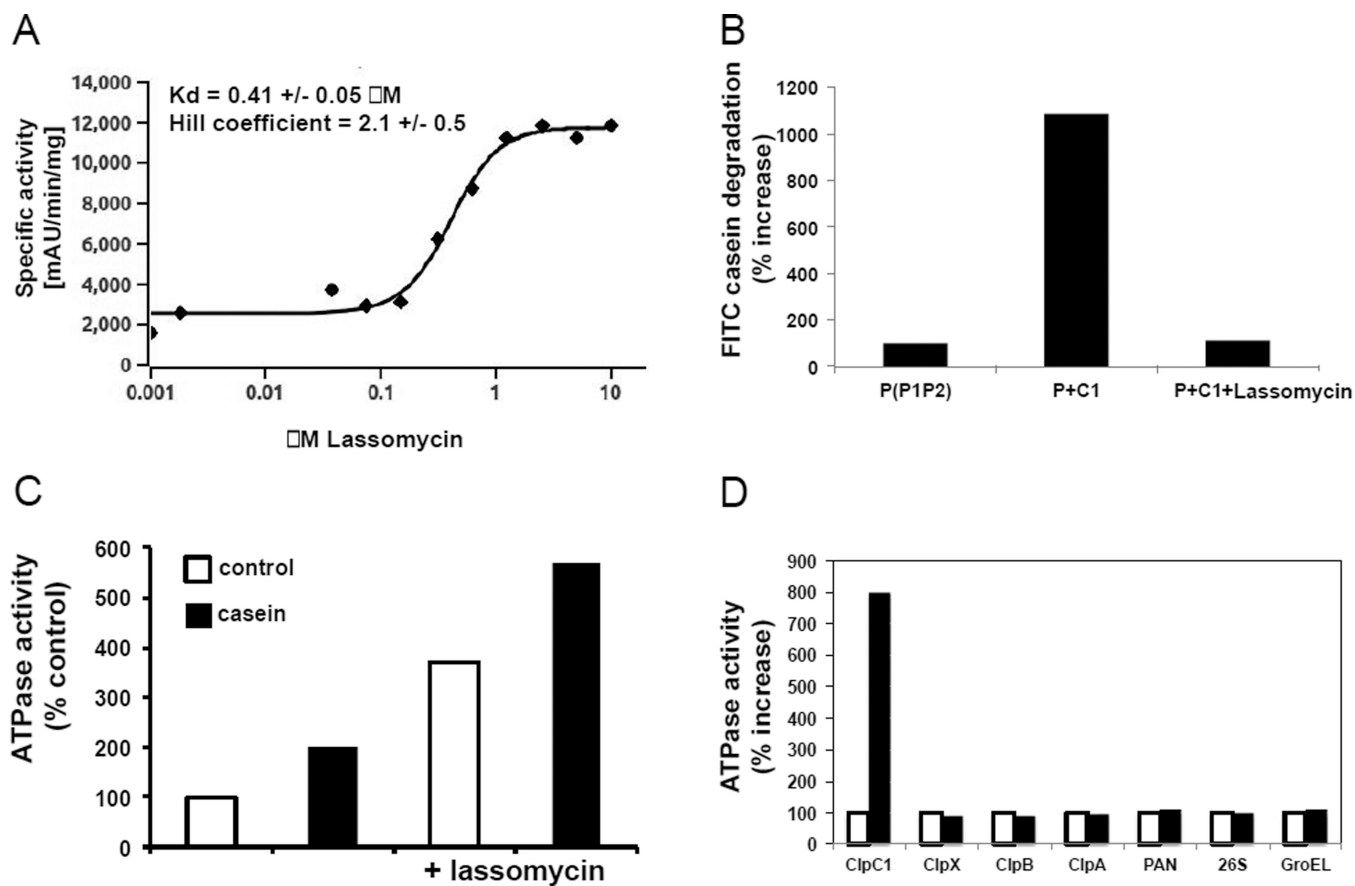 A
Kd = 0.41 +/- 0.05 □M
Hill coefficient = 2.1 +/- 0.5
Specific activity
[mAU/min/mg]
14,000
12,000
10,000
8,000
6,000
4,000
2,000
0
0.001 0.01 0.1 1 10
□M Lassomycin
B
FITC casein degradation
(% increase)
1200
1000
800
600
400
200
0
P(P1P2) P+C1 P+C1+Lassomycin
C
ATPase activity
(% control)
600
500
400
300
200
100
0
control
casein
+ lassomycin
D
ATPase activity
(% increase)
900
800
700
600
500
400
300
200
100
0
ClpC1 ClpX ClpB ClpA PAN 26S GroEL